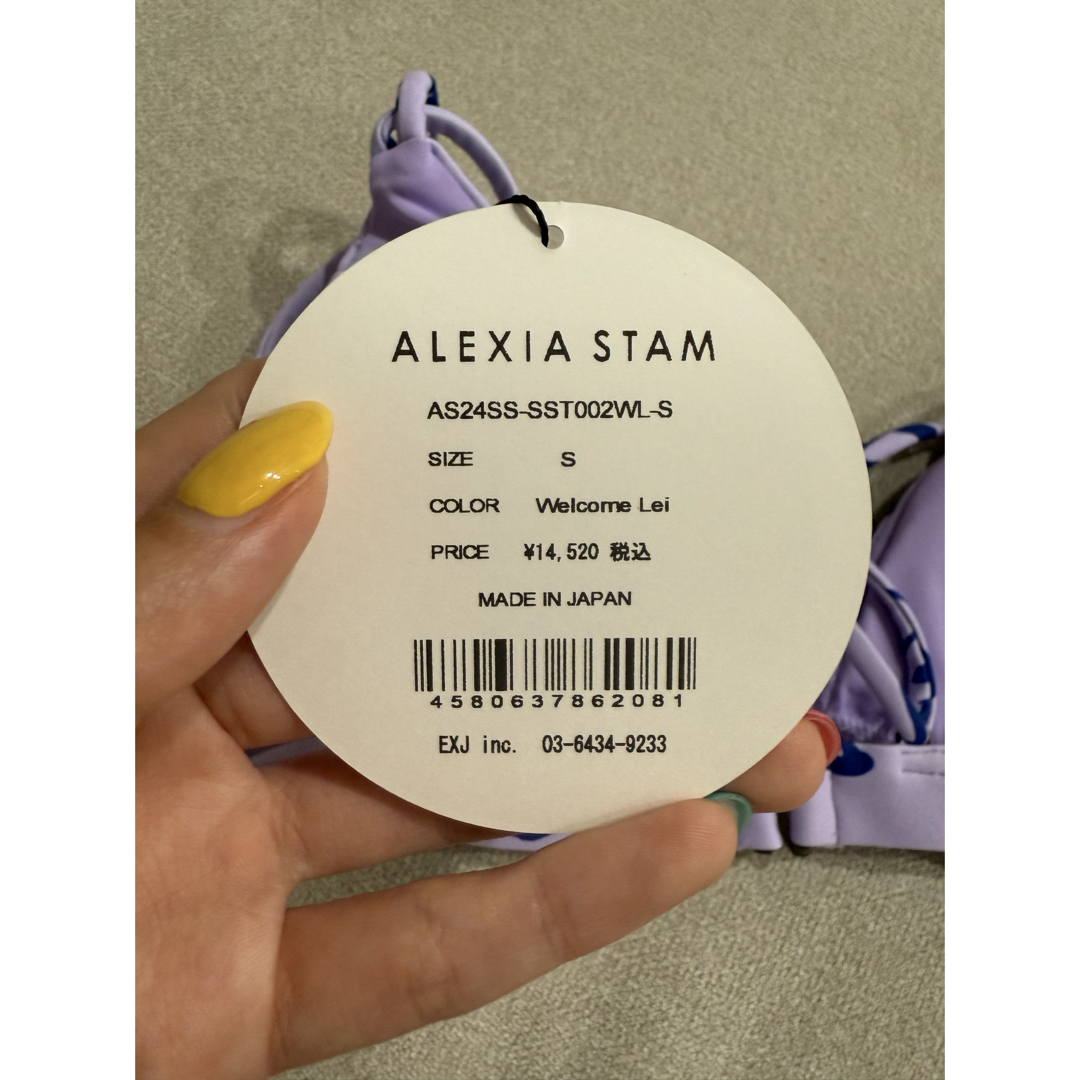 ALEXIA STAM
AS24SS-SST002WL-S
SIZE S
COLOR Welcome Lei
PRICE ¥14,520 税込
MADE IN JAPAN
4580637862081
EXJ inc. 03-6434-9233